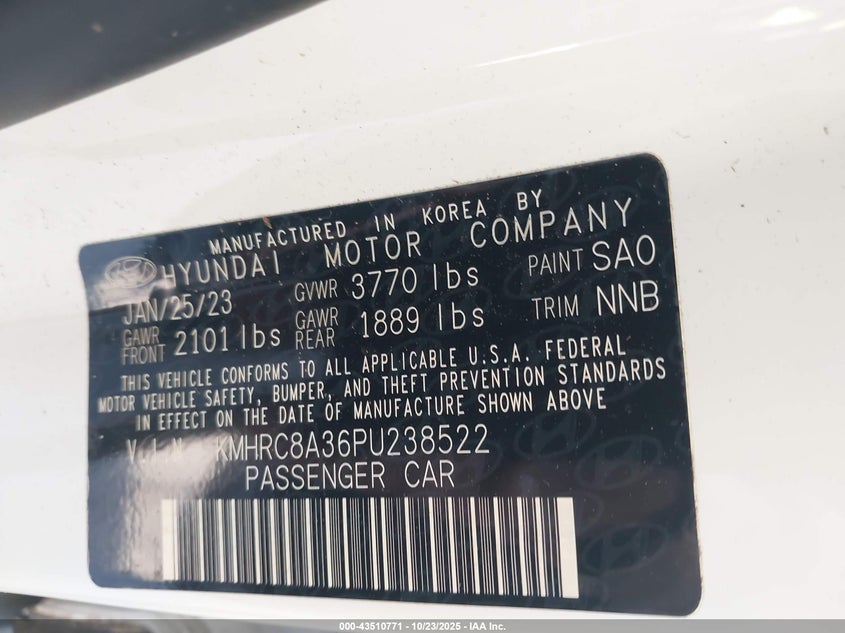 MANUFACTURED IN KOREA BY
HYUNDAI MOTOR COMPANY
JAN/25/23 GVWR 3770 lbs PAINT SAO
GAWR FRONT 2101 lbs GAWR REAR 1889 lbs TRIM NNB
THIS VEHICLE CONFORMS TO ALL APPLICABLE U.S.A. FEDERAL
MOTOR VEHICLE SAFETY, BUMPER, AND THEFT PREVENTION STANDARDS
IN EFFECT ON THE DATE OF MANUFACTURE SHOWN ABOVE
V.I.N KMHRC8A36PU238522
PASSENGER CAR
000-43510771 - 10/23/2025 - IAA Inc.